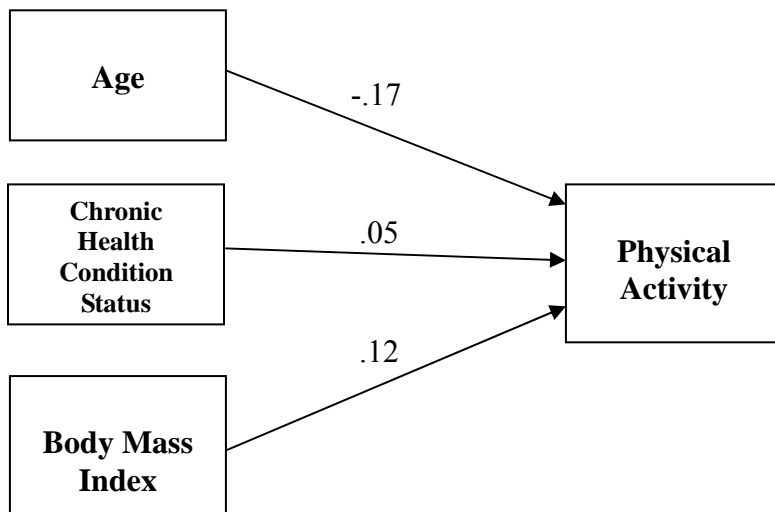 Age
-.17
Chronic
Health
Condition
Status
.05
Physical
Activity
.12
Body Mass
Index